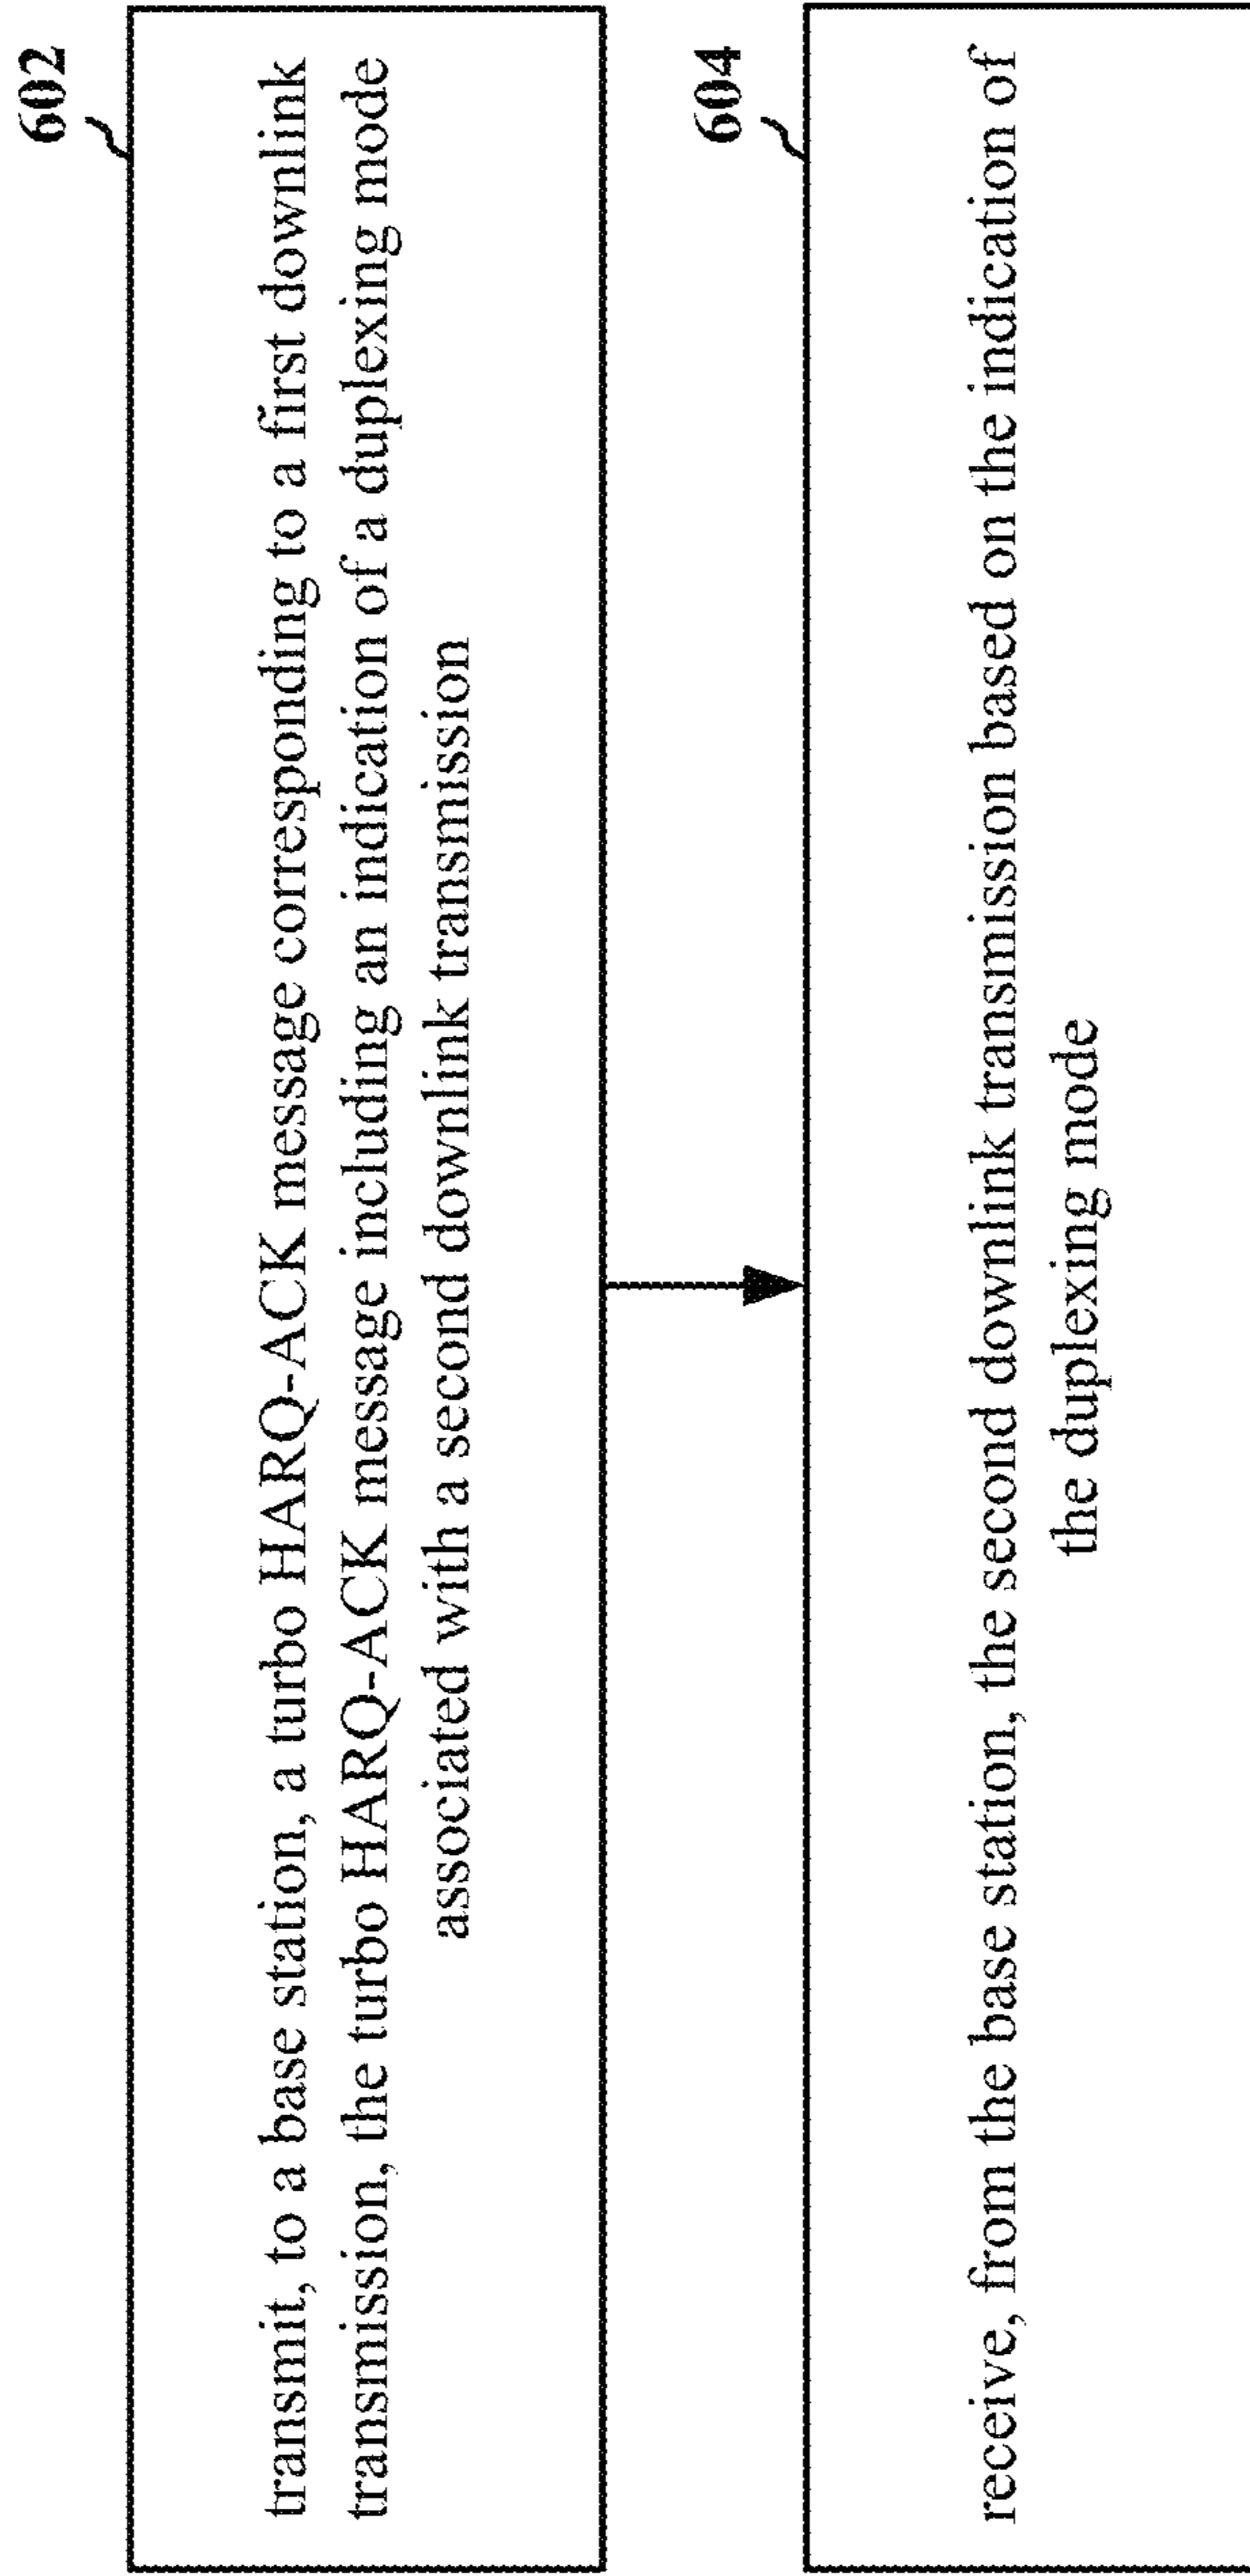 602
transmit, to a base station, a turbo HARQ-ACK message corresponding to a first downlink
transmission, the turbo HARQ-ACK message including an indication of a duplexing mode
associated with a second downlink transmission
604
receive, from the base station, the second downlink transmission based on the indication of
the duplexing mode